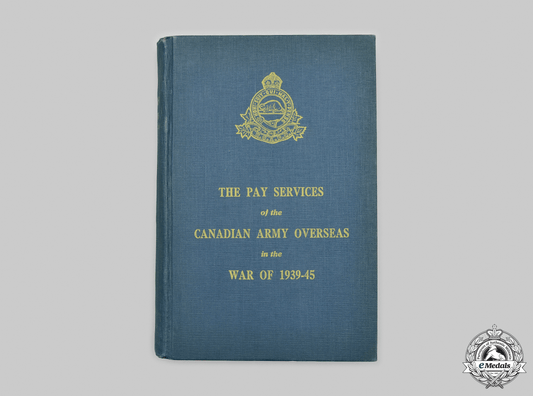 THE PAY SERVICES
of the
CANADIAN ARMY OVERSEAS
in the
WAR OF 1939-45
eMedals